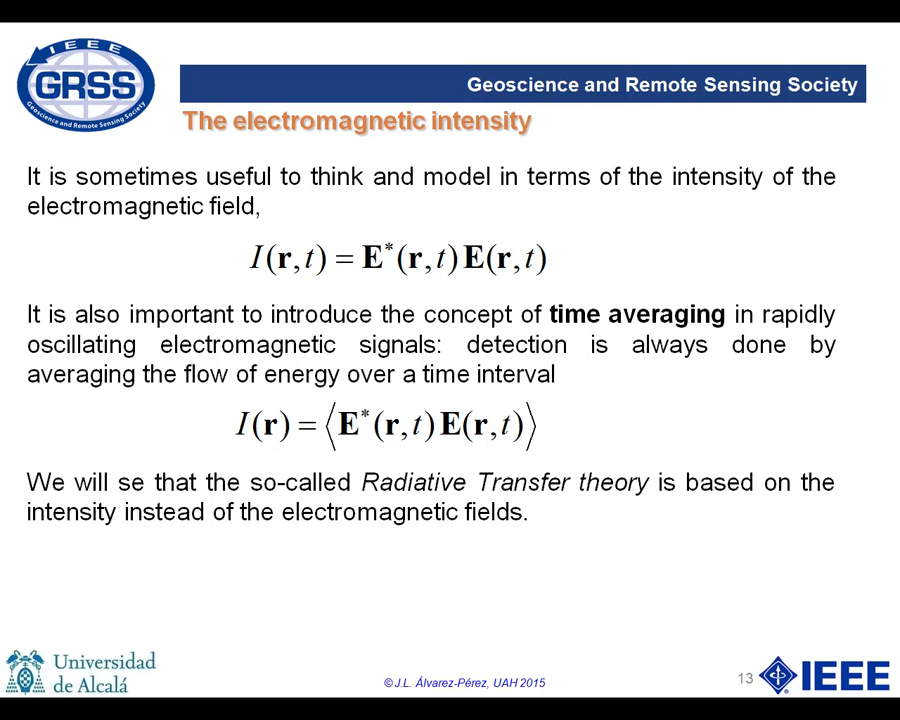 IEEE
GRSS
Geoscience and Remote Sensing Society
Geoscience and Remote Sensing Society
The electromagnetic intensity
It is sometimes useful to think and model in terms of the intensity of the
electromagnetic field,
I(r,t) = E*(r,t)E(r,t)
It is also important to introduce the concept of time averaging in rapidly
oscillating electromagnetic signals: detection is always done by
averaging the flow of energy over a time interval
I(r) = ⟨E*(r,t)E(r,t)⟩
We will se that the so-called Radiative Transfer theory is based on the
intensity instead of the electromagnetic fields.
Universidad
de Alcalá
©J.L. Álvarez-Pérez, UAH 2015
13
IEEE